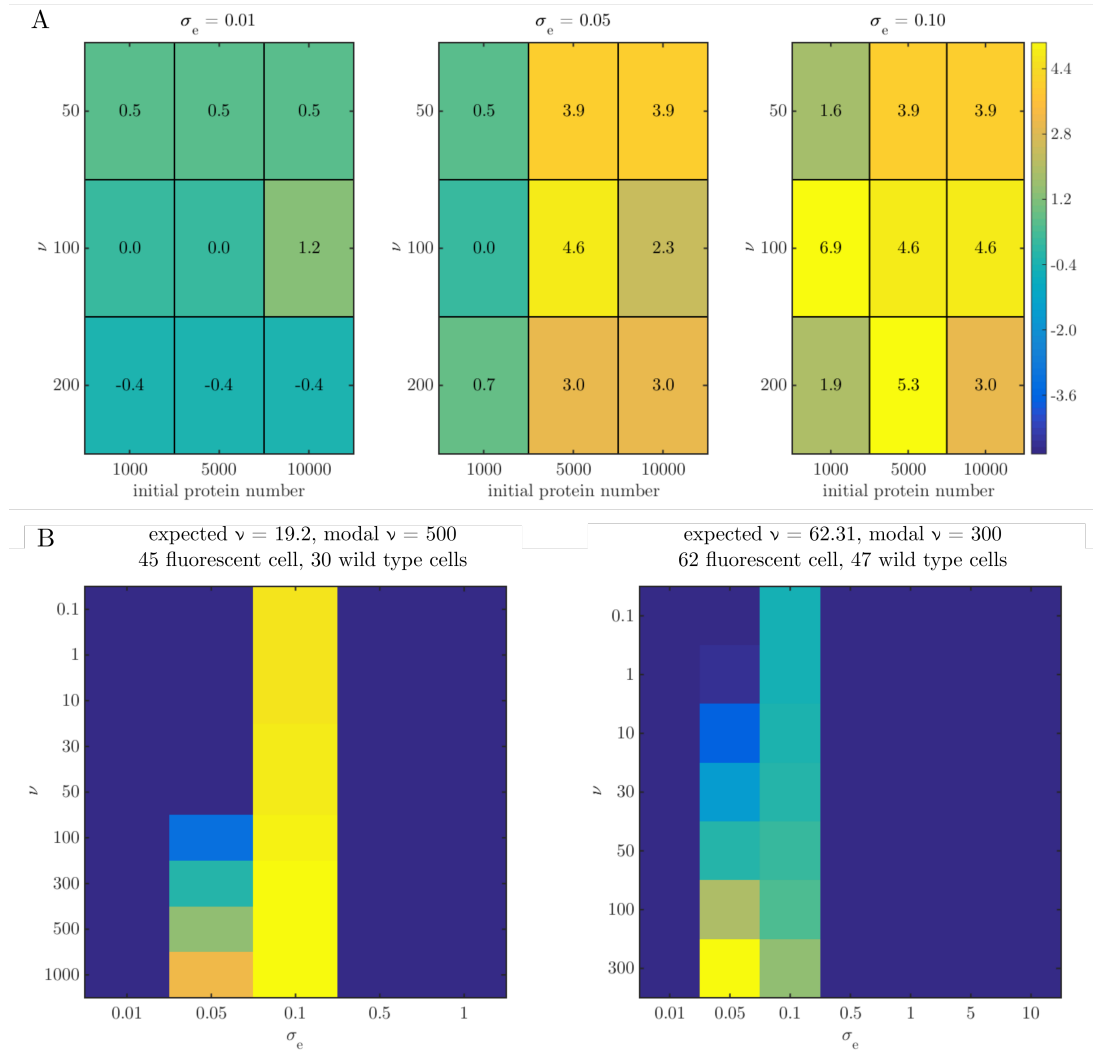 A
σe = 0.01
σe = 0.05
σe = 0.10
50
0.5 0.5 0.5
ν 100
0.0 0.0 1.2
200
-0.4 -0.4 -0.4
1000 5000 10000
initial protein number
50
0.5 3.9 3.9
ν 100
0.0 4.6 2.3
200
0.7 3.0 3.0
1000 5000 10000
initial protein number
50
1.6 3.9 3.9
ν 100
6.9 4.6 4.6
200
1.9 5.3 3.0
1000 5000 10000
initial protein number
4.4
2.8
1.2
-0.4
-2.0
-3.6
B
expected ν = 19.2, modal ν = 500
45 fluorescent cell, 30 wild type cells
0.1
1
10
30
50
ν
100
300
500
1000
0.01 0.05 0.1 0.5 1
σe
expected ν = 62.31, modal ν = 300
62 fluorescent cell, 47 wild type cells
0.1
1
10
ν 30
50
100
300
0.01 0.05 0.1 0.5 1 5 10
σe